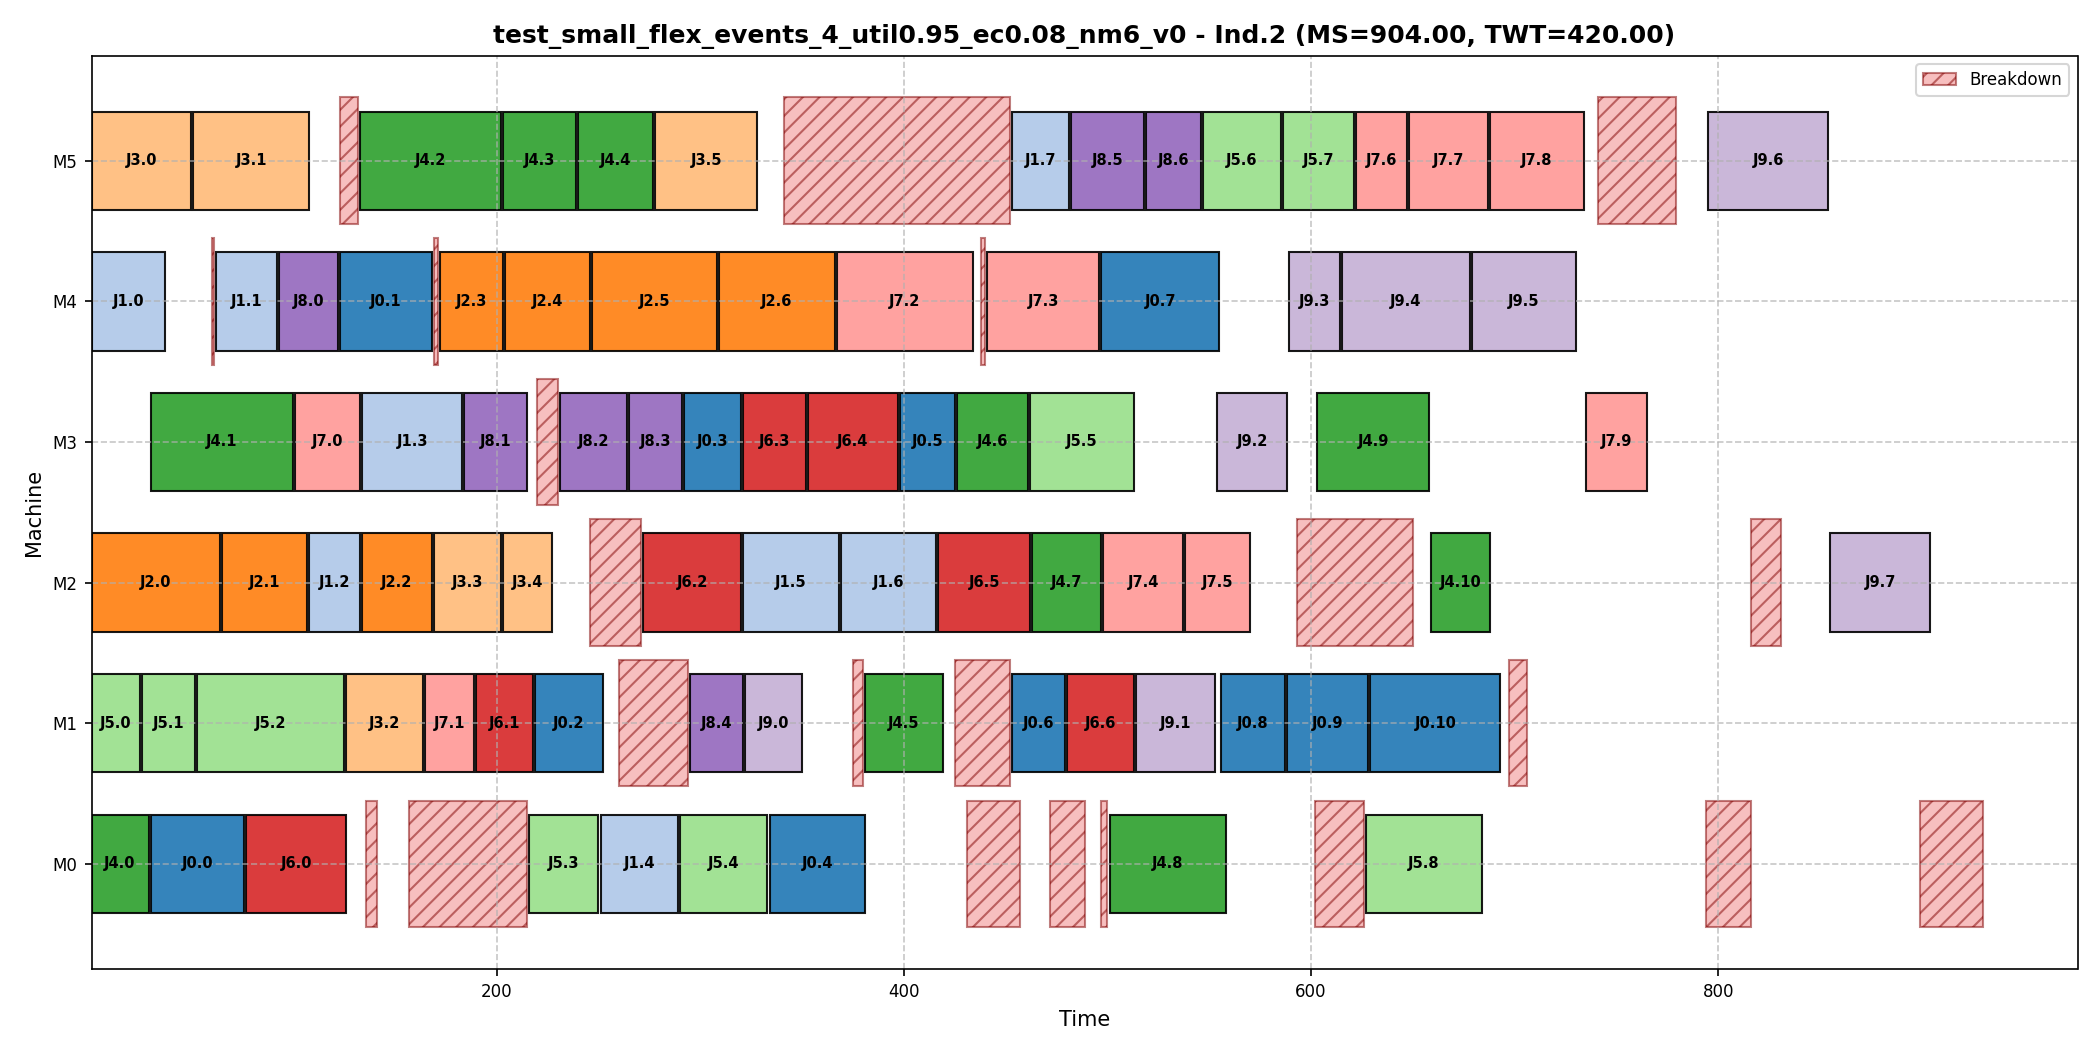 test_small_flex_events_4_util0.95_ec0.08_nm6_v0 - Ind.2 (MS=904.00, TWT=420.00)
Breakdown
M5
J3.0 J3.1 J4.2 J4.3 J4.4 J3.5 J1.7 J8.5 J8.6 J5.6 J5.7 J7.6 J7.7 J7.8 J9.6
M4
J1.0 J1.1 J8.0 J0.1 J2.3 J2.4 J2.5 J2.6 J7.2 J7.3 J0.7 J9.3 J9.4 J9.5
M3
J4.1 J7.0 J1.3 J8.1 J8.2 J8.3 J0.3 J6.3 J6.4 J0.5 J4.6 J5.5 J9.2 J4.9 J7.9
Machine
M2
J2.0 J2.1 J1.2 J2.2 J3.3 J3.4 J6.2 J1.5 J1.6 J6.5 J4.7 J7.4 J7.5 J4.10 J9.7
M1
J5.0 J5.1 J5.2 J3.2 J7.1 J6.1 J0.2 J8.4 J9.0 J4.5 J0.6 J6.6 J9.1 J0.8 J0.9 J0.10
M0
J4.0 J0.0 J6.0 J5.3 J1.4 J5.4 J0.4 J4.8 J5.8
200 400 600 800
Time